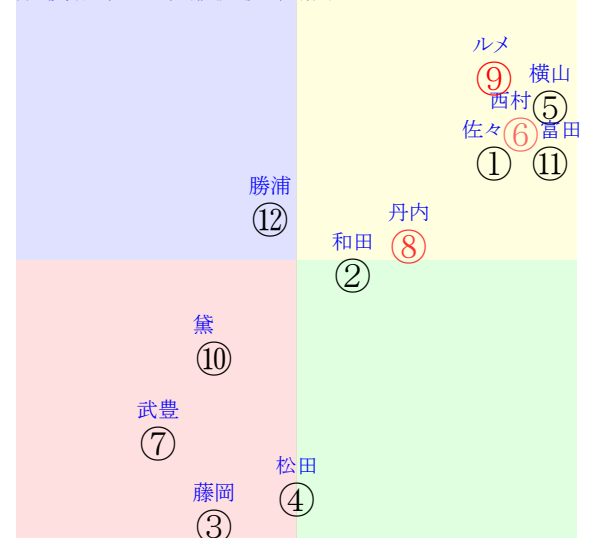 ルメ
⑨
横山
⑤
西村
⑥
佐々
①
富田
⑪
勝浦
⑫
丹内
⑧
和田
②
黛
⑩
武豊
⑦
松田
④
藤岡
③